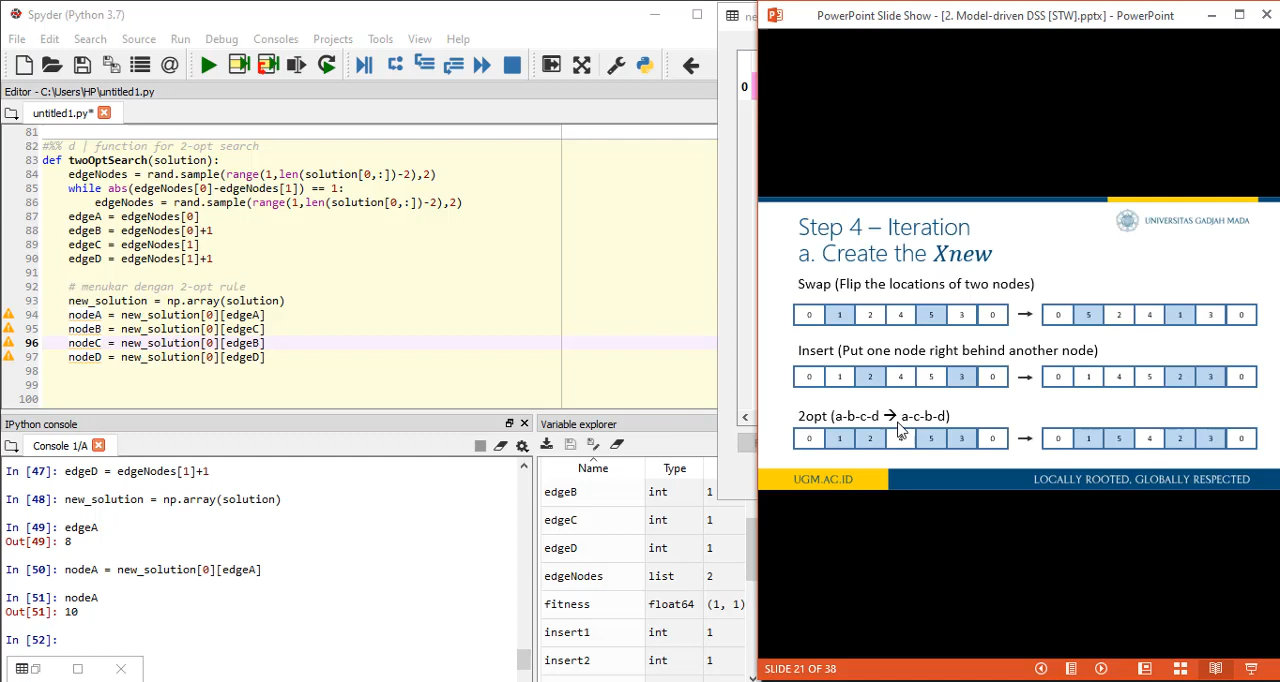 Spyder (Python 3.7)
File Edit Search Source Run Debug Consoles Projects Tools View Help
Editor - C:\Users\HP\untitled1.py
untitled1.py*
81
82 #%% d | function for 2-opt search
83 def twoOptSearch(solution):
84 edgeNodes = rand.sample(range(1,len(solution[0,:])-2),2)
85 while abs(edgeNodes[0]-edgeNodes[1]) == 1:
86 edgeNodes = rand.sample(range(1,len(solution[0,:])-2),2)
87 edgeA = edgeNodes[0]
88 edgeB = edgeNodes[0]+1
89 edgeC = edgeNodes[1]
90 edgeD = edgeNodes[1]+1
91
92 # menukar dengan 2-opt rule
93 new_solution = np.array(solution)
94 nodeA = new_solution[0][edgeA]
95 nodeB = new_solution[0][edgeC]
96 nodeC = new_solution[0][edgeB]
97 nodeD = new_solution[0][edgeD]
98
99
100
IPython console
Console 1/A
In [47]: edgeD = edgeNodes[1]+1
In [48]: new_solution = np.array(solution)
In [49]: edgeA
Out[49]: 8
In [50]: nodeA = new_solution[0][edgeA]
In [51]: nodeA
Out[51]: 10
In [52]:
Variable explorer
Name Type
edgeB int 1
edgeC int 1
edgeD int 1
edgeNodes list 2
fitness float64 (1, 1)
insert1 int 1
insert2 int 1
0
PowerPoint Slide Show - [2. Model-driven DSS [STW].pptx] - PowerPoint
UNIVERSITAS GADJAH MADA
Step 4 – Iteration
a. Create the Xnew
Swap (Flip the locations of two nodes)
0 1 2 4 5 3 0 → 0 5 2 4 1 3 0
Insert (Put one node right behind another node)
0 1 2 4 5 3 0 → 0 1 4 5 2 3 0
2opt (a-b-c-d → a-c-b-d)
0 1 2 5 3 0 → 0 1 5 4 2 3 0
UGM.AC.ID LOCALLY ROOTED, GLOBALLY RESPECTED
SLIDE 21 OF 38